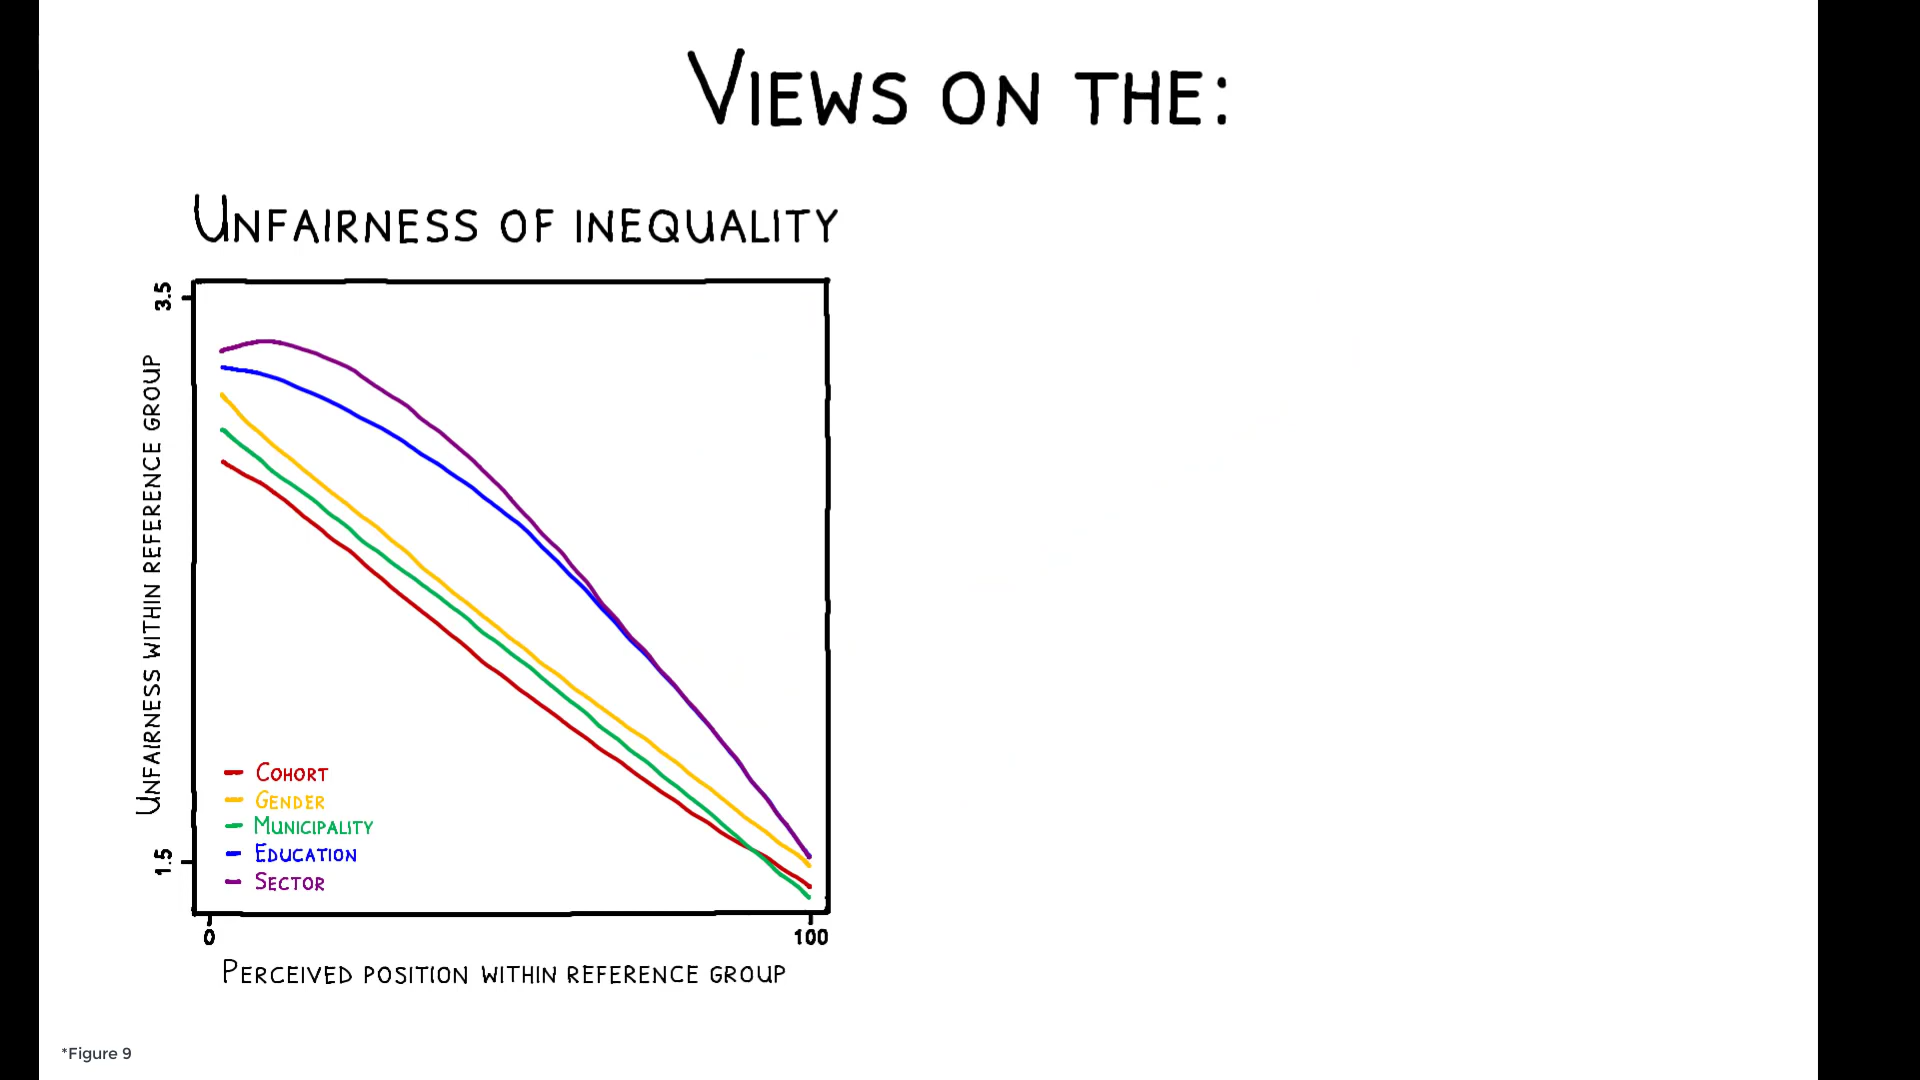 VIEWS ON THE:
UNFAIRNESS OF INEQUALITY
3.5
UNFAIRNESS WITHIN REFERENCE GROUP
COHORT
GENDER
MUNICIPALITY
EDUCATION
SECTOR
1.5
0
100
PERCEIVED POSITION WITHIN REFERENCE GROUP
*Figure 9